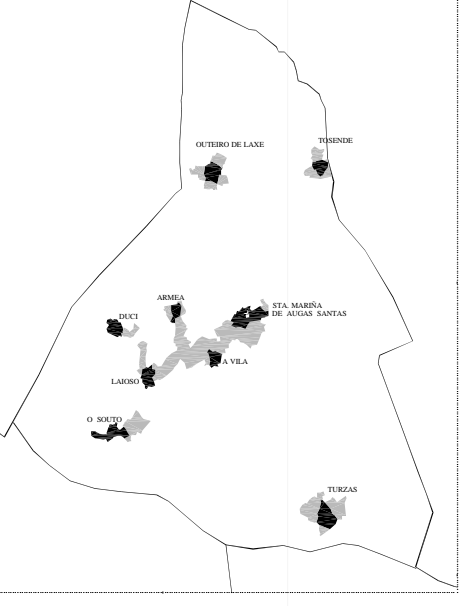 TOSENDE
OUTEIRO DE LAXE
ARMEA
STA. MARIÑA
DE AUGAS SANTAS
DUCI
A VILA
LAIOSO
O SOUTO
TURZAS